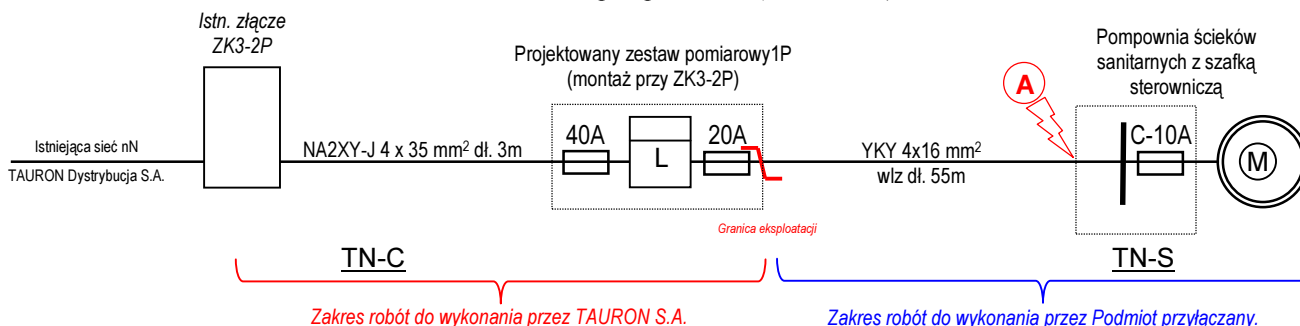 Istn. złącze
ZK3-2P
Projektowany zestaw pomiarowy1P
(montaż przy ZK3-2P)
Pompownia ścieków
sanitarnych z szafką
sterowniczą
A
40A
20A
C-10A
L
M
Istniejąca sieć nN
TAURON Dystrybucja S.A.
NA2XY-J 4 x 35 mm² dł. 3m
YKY 4x16 mm²
wlz dł. 55m
Granica eksploatacji
TN-C
TN-S
Zakres robót do wykonania przez TAURON S.A.
Zakres robót do wykonania przez Podmiot przyłączany.